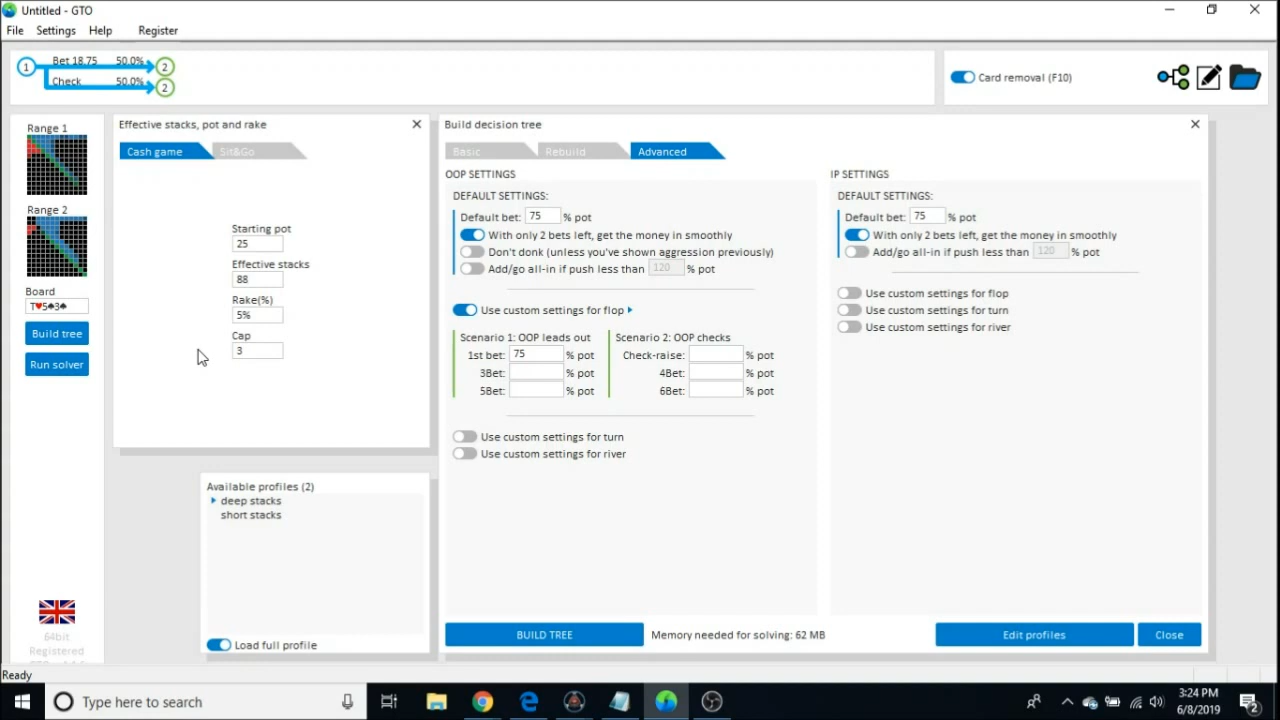 Untitled - GTO
File Settings Help Register
1 Bet 18.75 50.0% 2
Check 50.0% 2
Card removal (F10)
Range 1
Range 2
Board
T♥5♣3♠
Build tree
Run solver
64bit
Registered
Effective stacks, pot and rake
Cash game Sit&Go
Starting pot
25
Effective stacks
88
Rake(%)
5%
Cap
3
Available profiles (2)
deep stacks
short stacks
Load full profile
Build decision tree
Basic Rebuild Advanced
OOP SETTINGS
DEFAULT SETTINGS:
Default bet: 75 % pot
With only 2 bets left, get the money in smoothly
Don't donk (unless you've shown aggression previously)
Add/go all-in if push less than 120 % pot
Use custom settings for flop
Scenario 1: OOP leads out
1st bet: 75 % pot
3Bet: % pot
5Bet: % pot
Scenario 2: OOP checks
Check-raise: % pot
4Bet: % pot
6Bet: % pot
Use custom settings for turn
Use custom settings for river
IP SETTINGS
DEFAULT SETTINGS:
Default bet: 75 % pot
With only 2 bets left, get the money in smoothly
Add/go all-in if push less than 120 % pot
Use custom settings for flop
Use custom settings for turn
Use custom settings for river
BUILD TREE Memory needed for solving: 62 MB Edit profiles Close
Ready
Type here to search
3:24 PM
6/8/2019
2